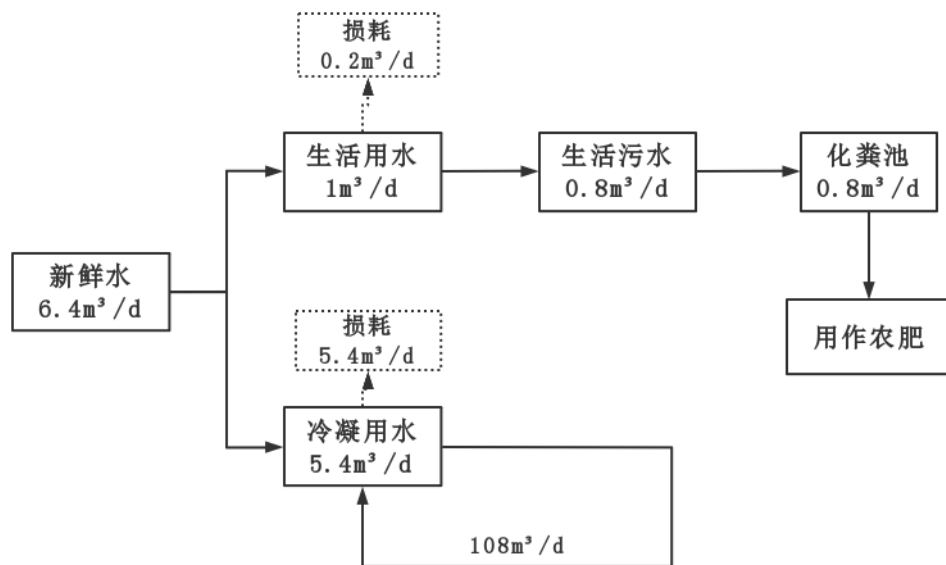 损耗
0.2m³/d
生活用水
1m³/d
生活污水
0.8m³/d
化粪池
0.8m³/d
新鲜水
6.4m³/d
损耗
5.4m³/d
用作农肥
冷凝用水
5.4m³/d
108m³/d